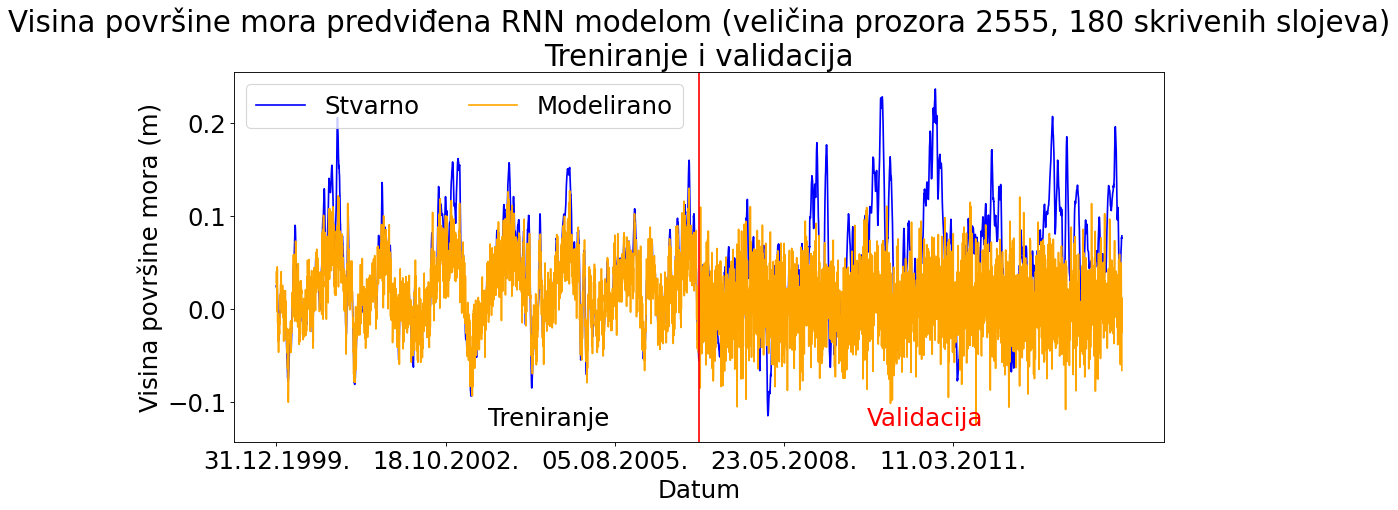 Visina površine mora predviđena RNN modelom (veličina prozora 2555, 180 skrivenih slojeva)
Treniranje i validacija
Stvarno Modelirano
Visina površine mora (m)
0.2
0.1
0.0
−0.1
Treniranje Validacija
31.12.1999. 18.10.2002. 05.08.2005. 23.05.2008. 11.03.2011.
Datum